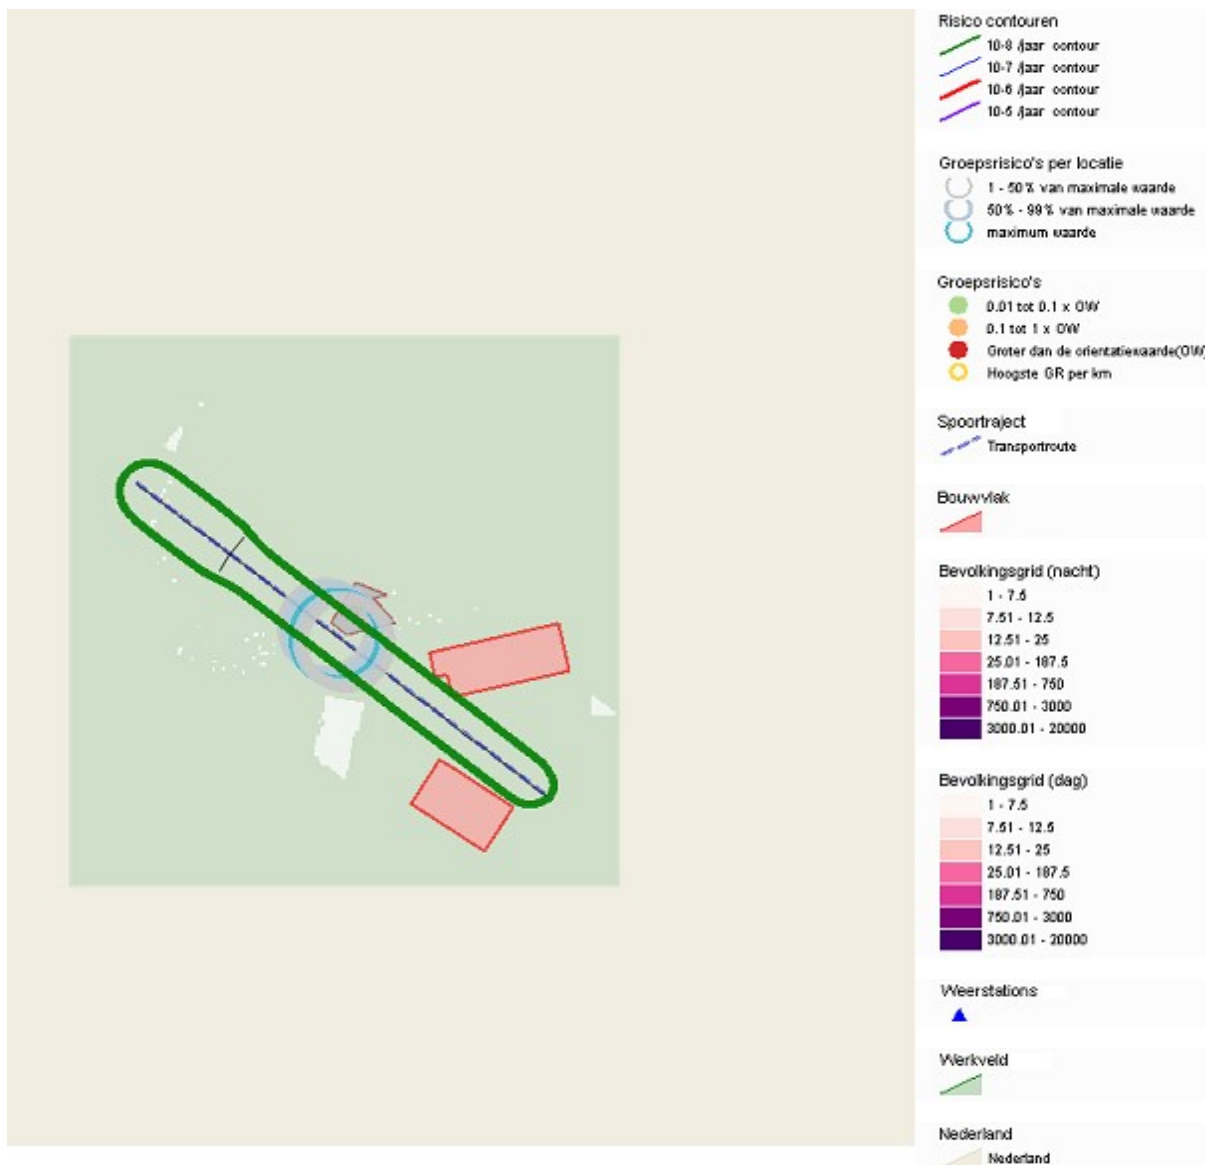 Risico contouren
10-8 /jaar contour
10-7 /jaar contour
10-6 /jaar contour
10-5 /jaar contour
Groepsrisico's per locatie
1 - 50 % van maximale waarde
50% - 99% van maximale waarde
maximum waarde
Groepsrisico's
0.01 tot 0.1 x OW
0.1 tot 1 x OW
Groter dan de orientatiewaarde(OW)
Hoogste GR per km
Spoortraject
Transportroute
Bouwvlak
Bevolkingsgrid (nacht)
1 - 7.5
7.51 - 12.5
12.51 - 25
25.01 - 187.5
187.51 - 750
750.01 - 3000
3000.01 - 20000
Bevolkingsgrid (dag)
1 - 7.5
7.51 - 12.5
12.51 - 25
25.01 - 187.5
187.51 - 750
750.01 - 3000
3000.01 - 20000
Weerstations
Werkveld
Nederland
Nederland